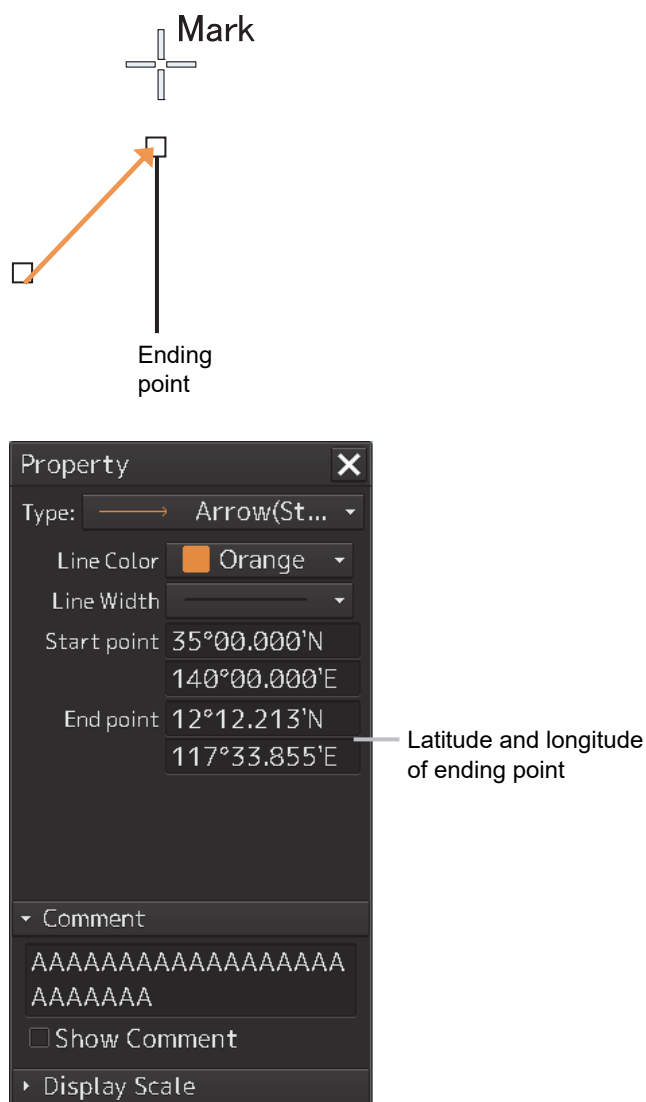 Mark
Ending
point
Property
Type: Arrow(St...
Line Color Orange
Line Width
Start point 35°00.000'N
140°00.000'E
End point 12°12.213'N
117°33.855'E
Latitude and longitude
of ending point
Comment
AAAAAAAAAAAAAAAAAA
AAAAAAA
Show Comment
Display Scale